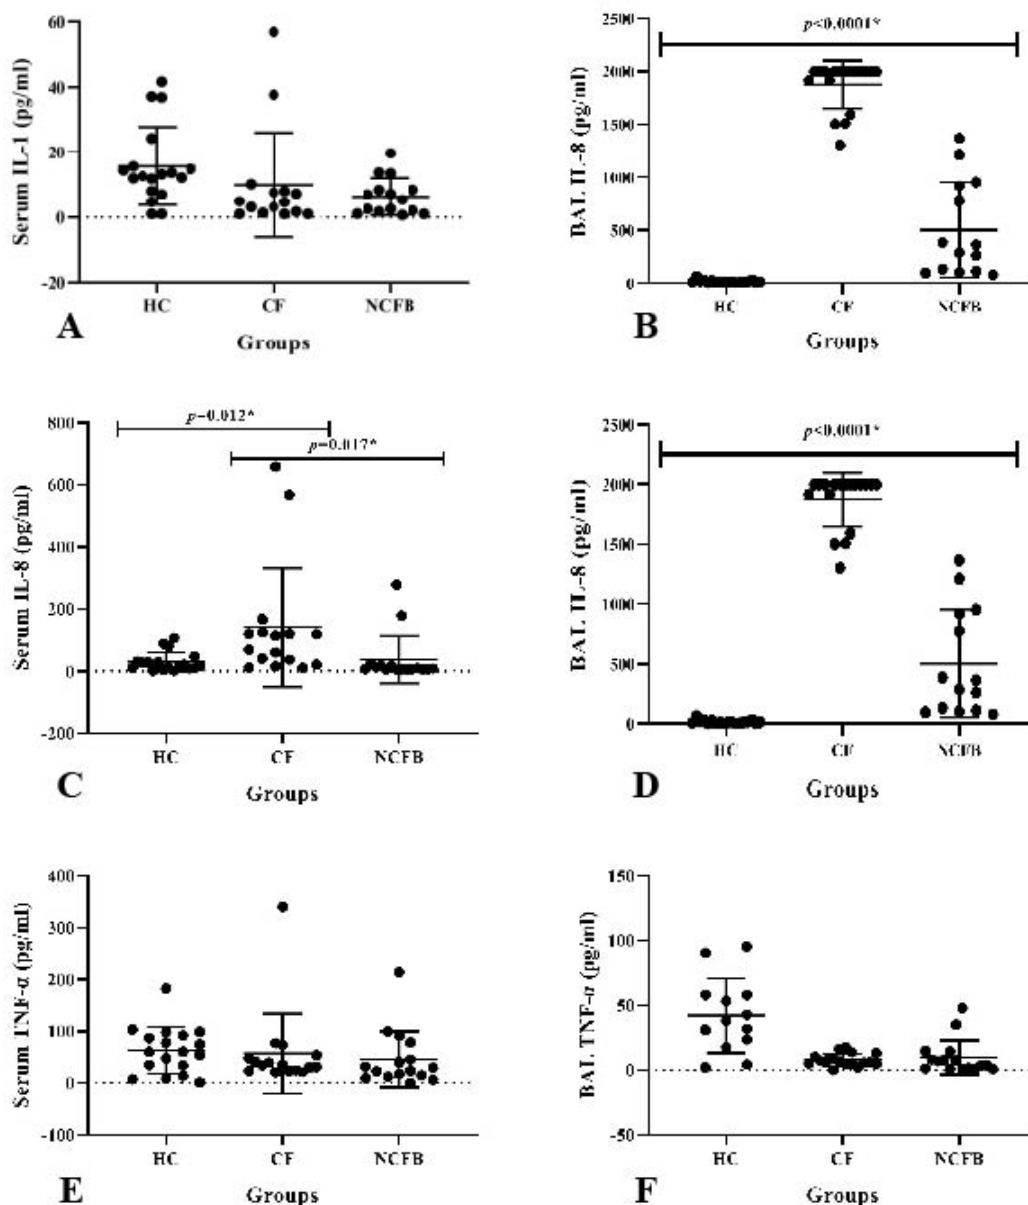 Serum IL-1 (pg/ml)
60
40
20
0
-20
HC CF NCFB
Groups
A
BAL IL-8 (pg/ml)
p<0.0001*
2500
2000
1500
1000
500
0
HC CF NCFB
Groups
B
Serum IL-8 (pg/ml)
p=0.012*
p=0.017*
800
600
400
200
0
-200
HC CF NCFB
Groups
C
BAL IL-8 (pg/ml)
p<0.0001*
2500
2000
1500
1000
500
0
HC CF NCFB
Groups
D
Serum TNF-α (pg/ml)
400
300
200
100
0
-100
HC CF NCFB
Groups
E
BAL TNF-α (pg/ml)
150
100
50
0
-50
HC CF NCFB
Groups
F